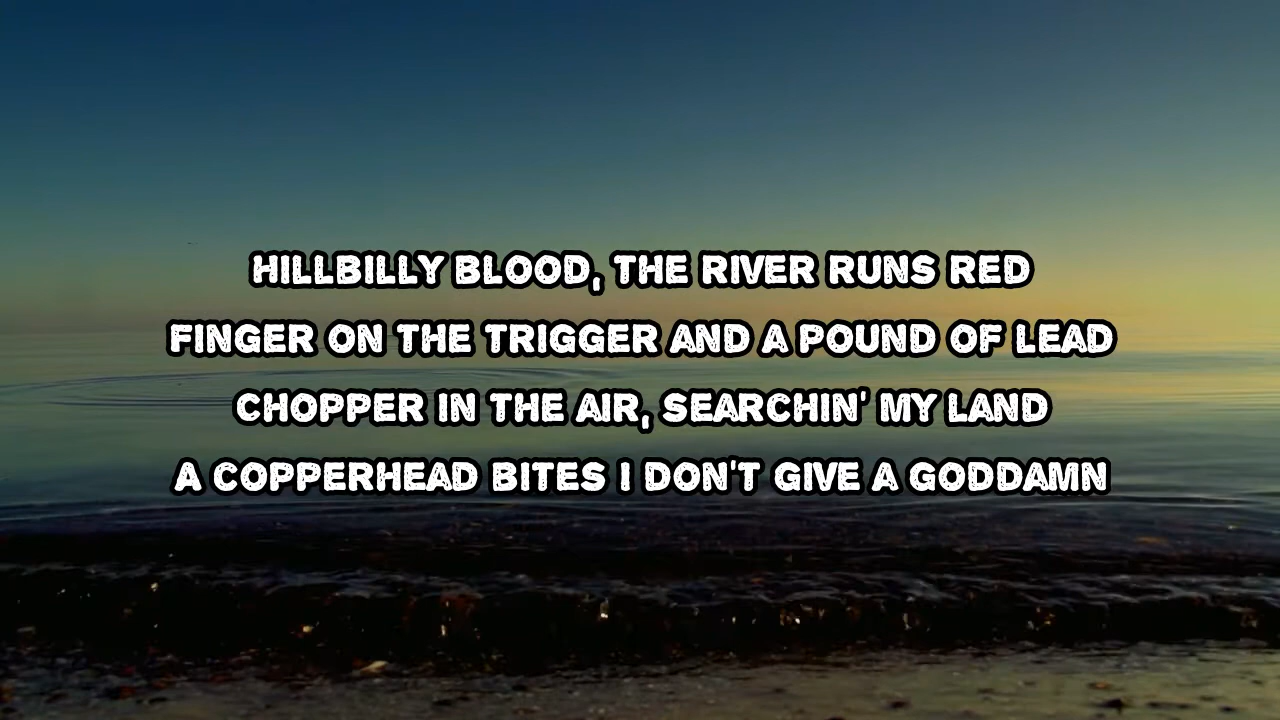 HILLBILLY BLOOD, THE RIVER RUNS RED
FINGER ON THE TRIGGER AND A POUND OF LEAD
CHOPPER IN THE AIR, SEARCHIN' MY LAND
A COPPERHEAD BITES I DON'T GIVE A GODDAMN